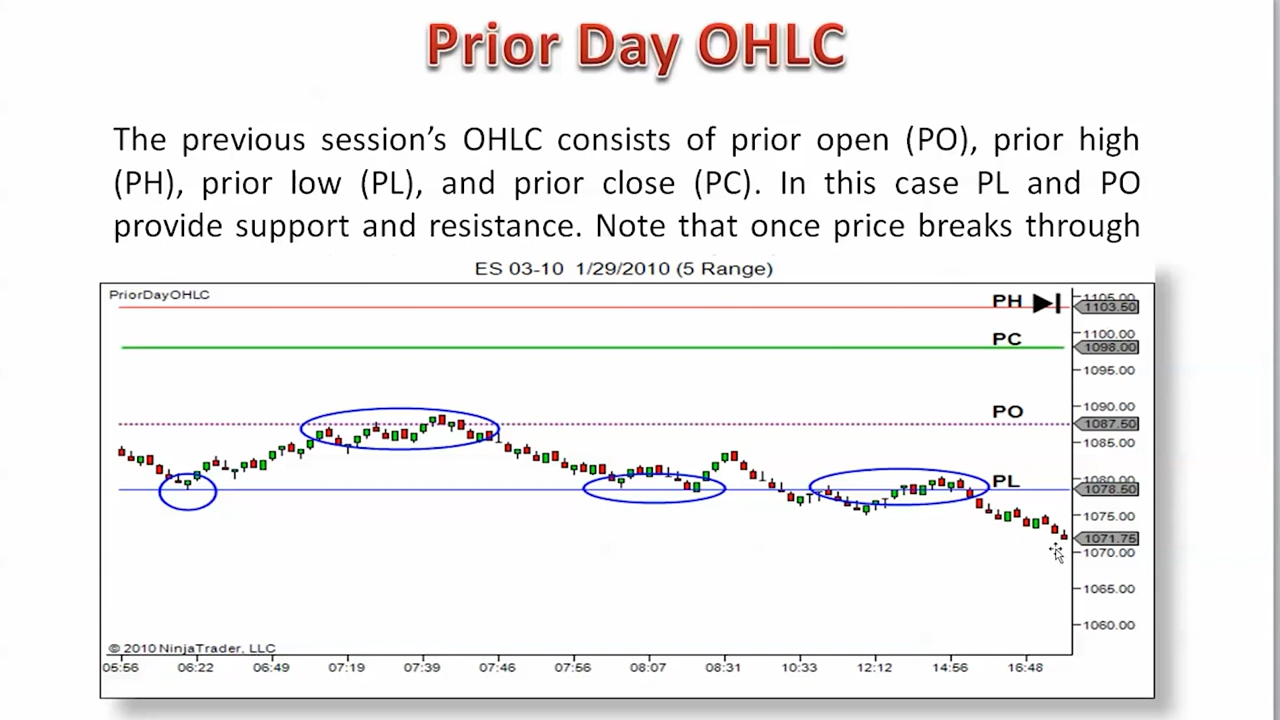 Prior Day OHLC
The previous session's OHLC consists of prior open (PO), prior high
(PH), prior low (PL), and prior close (PC). In this case PL and PO
provide support and resistance. Note that once price breaks through
ES 03-10 1/29/2010 (5 Range)
PriorDayOHLC
PH
1105.00
1103.50
PC
1100.00
1098.00
1095.00
1090.00
PO
1087.50
1085.00
1080.00
PL
1078.50
1075.00
1071.75
1070.00
1065.00
1060.00
© 2010 NinjaTrader, LLC
05:56 06:22 06:49 07:19 07:39 07:46 07:56 08:07 08:31 10:33 12:12 14:56 16:48